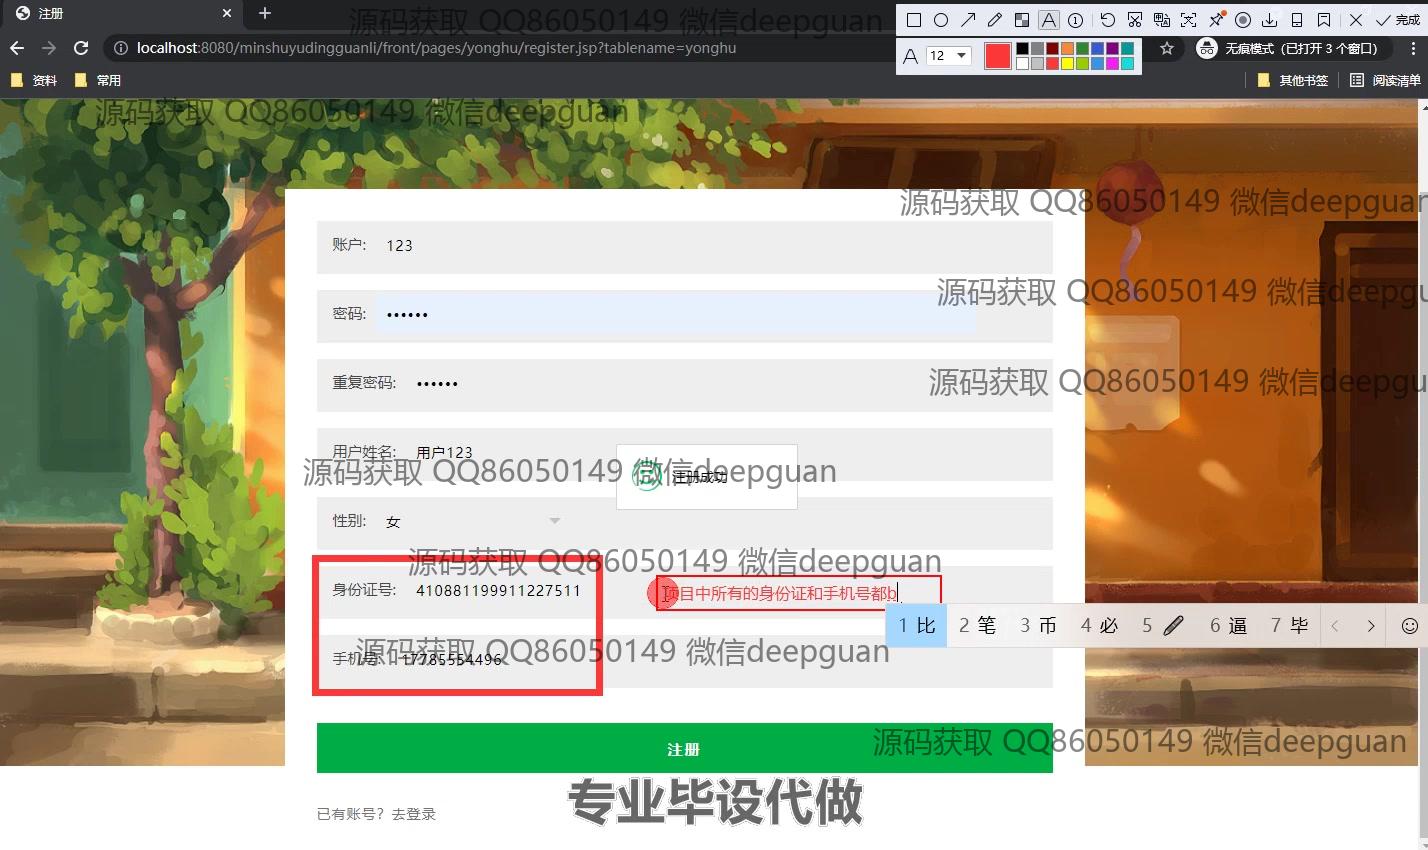 注册
源码获取 QQ86050149 微信deepguan
完成
localhost:8080/minshuyudingguanli/front/pages/yonghu/register.jsp?tablename=yonghu
A 12
无痕模式（已打开 3 个窗口）
资料
常用
其他书签
阅读清单
源码获取 QQ86050149 微信deepguan
源码获取 QQ86050149 微信deepguan
账户: 123
源码获取 QQ86050149 微信deepgu
密码: ••••••
源码获取 QQ86050149 微信deepgu
重复密码: ••••••
用户姓名: 用户123
源码获取 QQ86050149 微信deepguan
注册成功
性别: 女
源码获取 QQ86050149 微信deepguan
身份证号: 410881199911227511
项目中所有的身份证和手机号都b
1 比 2 笔 3 币 4 必 5 6 逼 7 毕
源码获取 QQ86050149 微信deepguan
手机号: 17785554496
源码获取 QQ86050149 微信deepguan
注册
专业毕设代做
已有账号？去登录